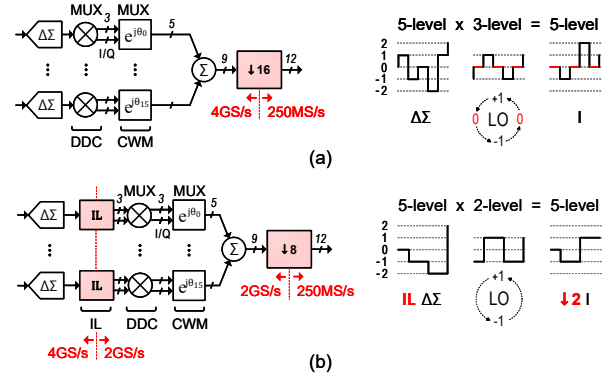 MUX MUX 5-level x 3-level = 5-level
ΔΣ 3 e^jθ0 5 2
I/Q 1
0
Σ 9 ↓16 12 -1
-2
ΔΣ e^jθ15 4GS/s 250MS/s ΔΣ +1 0 LO 0 -1 I
DDC CWM
(a)
MUX MUX 5-level x 2-level = 5-level
ΔΣ IL 3 3 e^jθ0 5 2
I/Q 1
0
Σ 9 ↓8 12 -1
-2
ΔΣ IL e^jθ15 2GS/s 250MS/s IL ΔΣ +1 LO -1 ↓2 I
IL DDC CWM
4GS/s 2GS/s
(b)